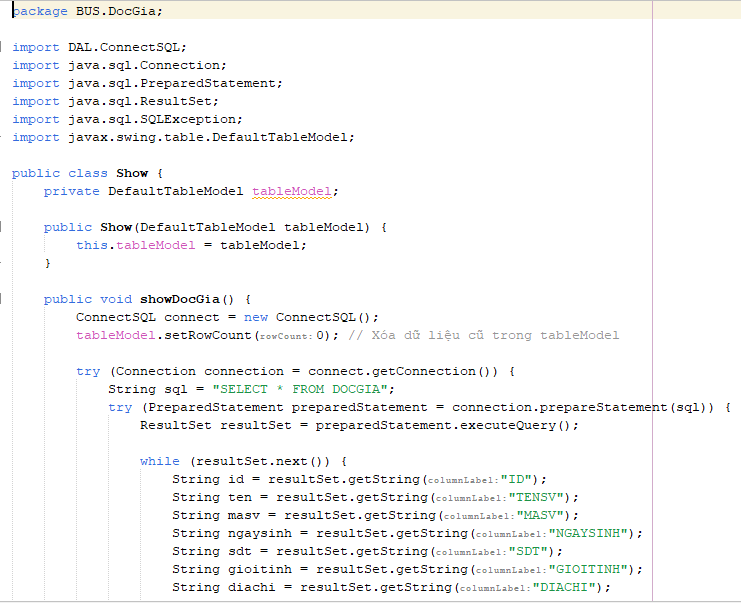 package BUS.DocGia;
import DAL.ConnectSQL;
import java.sql.Connection;
import java.sql.PreparedStatement;
import java.sql.ResultSet;
import java.sql.SQLException;
import javax.swing.table.DefaultTableModel;
public class Show {
private DefaultTableModel tableModel;
public Show(DefaultTableModel tableModel) {
this.tableModel = tableModel;
}
public void showDocGia() {
ConnectSQL connect = new ConnectSQL();
tableModel.setRowCount(rowCount: 0); // Xóa dữ liệu cũ trong tableModel
try (Connection connection = connect.getConnection()) {
String sql = "SELECT * FROM DOCGIA";
try (PreparedStatement preparedStatement = connection.prepareStatement(sql)) {
ResultSet resultSet = preparedStatement.executeQuery();
while (resultSet.next()) {
String id = resultSet.getString(columnLabel: "ID");
String ten = resultSet.getString(columnLabel: "TENSV");
String masv = resultSet.getString(columnLabel: "MASV");
String ngaysinh = resultSet.getString(columnLabel: "NGAYSINH");
String sdt = resultSet.getString(columnLabel: "SDT");
String gioitinh = resultSet.getString(columnLabel: "GIOITINH");
String diachi = resultSet.getString(columnLabel: "DIACHI");